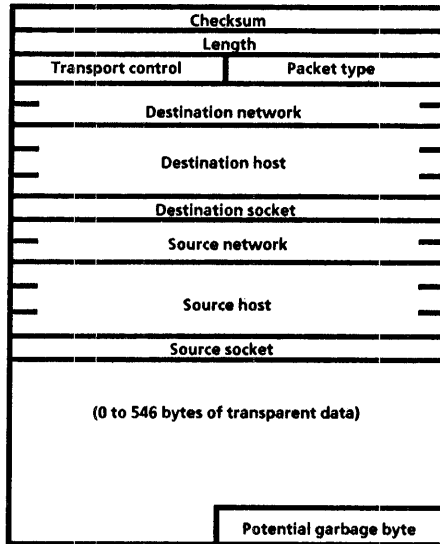 Checksum
Length
Transport control Packet type
Destination network
Destination host
Destination socket
Source network
Source host
Source socket
(0 to 546 bytes of transparent data)
Potential garbage byte